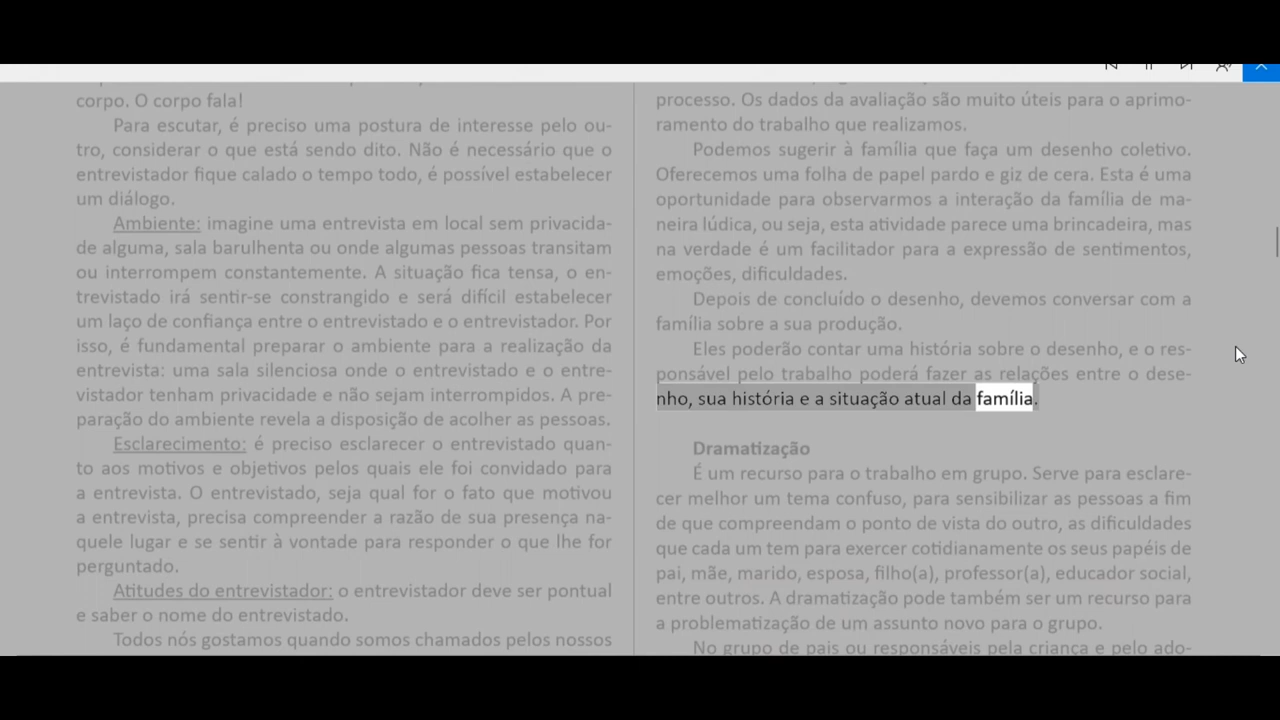 corpo. O corpo fala!
Para escutar, é preciso uma postura de interesse pelo ou-
tro, considerar o que está sendo dito. Não é necessário que o
entrevistador fique calado o tempo todo, é possível estabelecer
um diálogo.
Ambiente: imagine uma entrevista em local sem privacida-
de alguma, sala barulhenta ou onde algumas pessoas transitam
ou interrompem constantemente. A situação fica tensa, o en-
trevistado irá sentir-se constrangido e será difícil estabelecer
um laço de confiança entre o entrevistado e o entrevistador. Por
isso, é fundamental preparar o ambiente para a realização da
entrevista: uma sala silenciosa onde o entrevistado e o entre-
vistador tenham privacidade e não sejam interrompidos. A pre-
paração do ambiente revela a disposição de acolher as pessoas.
Esclarecimento: é preciso esclarecer o entrevistado quan-
to aos motivos e objetivos pelos quais ele foi convidado para
a entrevista. O entrevistado, seja qual for o fato que motivou
a entrevista, precisa compreender a razão de sua presença na-
quele lugar e se sentir à vontade para responder o que lhe for
perguntado.
Atitudes do entrevistador: o entrevistador deve ser pontual
e saber o nome do entrevistado.
Todos nós gostamos quando somos chamados pelos nossos
processo. Os dados da avaliação são muito úteis para o aprimo-
ramento do trabalho que realizamos.
Podemos sugerir à família que faça um desenho coletivo.
Oferecemos uma folha de papel pardo e giz de cera. Esta é uma
oportunidade para observarmos a interação da família de ma-
neira lúdica, ou seja, esta atividade parece uma brincadeira, mas
na verdade é um facilitador para a expressão de sentimentos,
emoções, dificuldades.
Depois de concluído o desenho, devemos conversar com a
família sobre a sua produção.
Eles poderão contar uma história sobre o desenho, e o res-
ponsável pelo trabalho poderá fazer as relações entre o dese-
nho, sua história e a situação atual da família.
Dramatização
É um recurso para o trabalho em grupo. Serve para esclare-
cer melhor um tema confuso, para sensibilizar as pessoas a fim
de que compreendam o ponto de vista do outro, as dificuldades
que cada um tem para exercer cotidianamente os seus papéis de
pai, mãe, marido, esposa, filho(a), professor(a), educador social,
entre outros. A dramatização pode também ser um recurso para
a problematização de um assunto novo para o grupo.
No grupo de pais ou responsáveis pela criança e pelo ado-